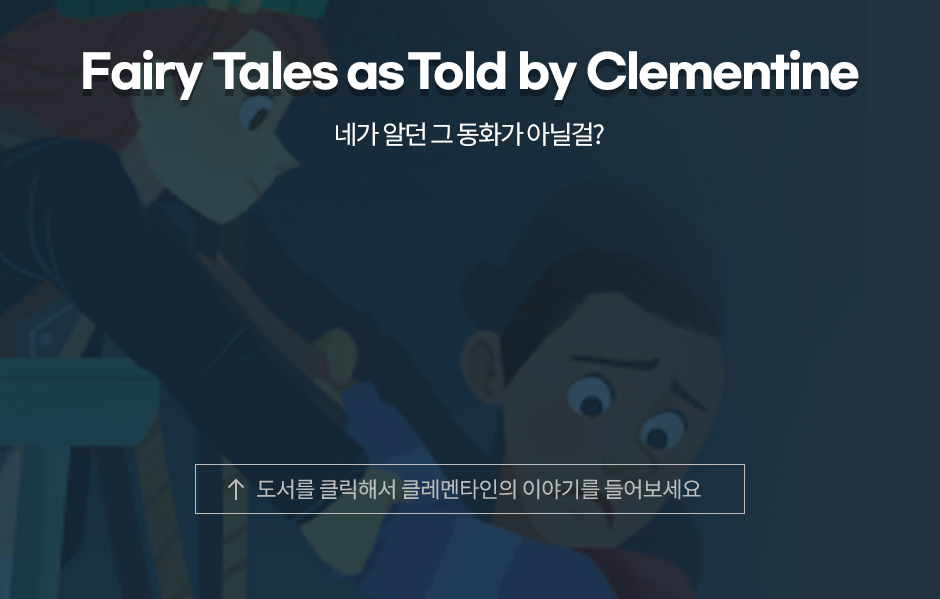 Fairy Tales as Told by Clementine
네가 알던 그 동화가 아닐걸?
↑ 도서를 클릭해서 클레멘타인의 이야기를 들어보세요